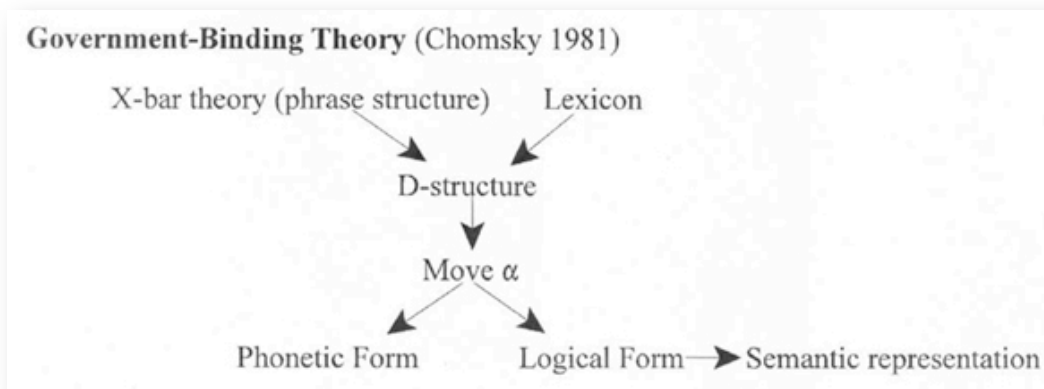 Government-Binding Theory (Chomsky 1981)
X-bar theory (phrase structure) Lexicon
D-structure
Move α
Phonetic Form Logical Form Semantic representation